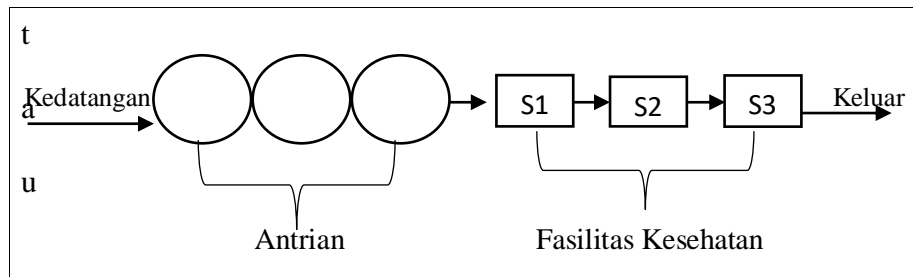 t
Kedatangan
a
S1 S2 S3
Keluar
u
Antrian
Fasilitas Kesehatan